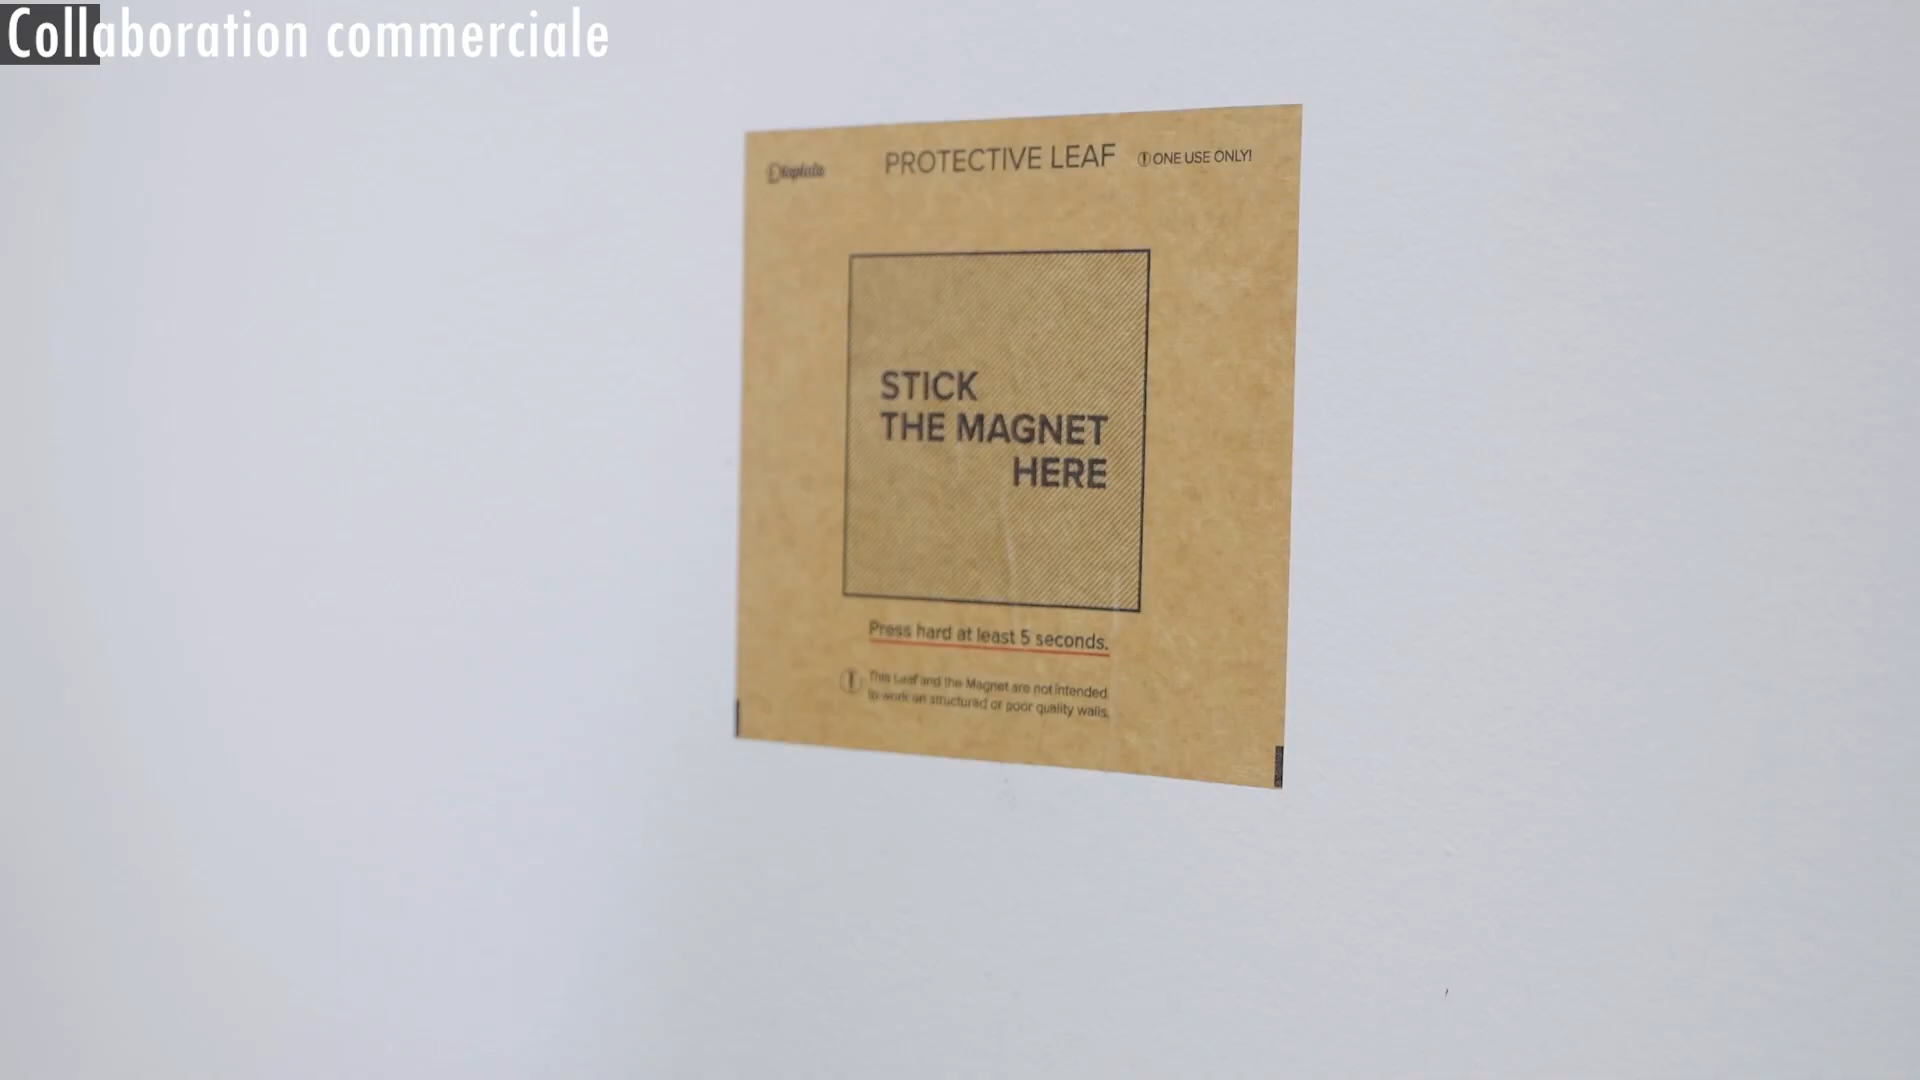 Collaboration commerciale
Displate
PROTECTIVE LEAF
ONE USE ONLY!
STICK
THE MAGNET
HERE
Press hard at least 5 seconds.
This Leaf and the Magnet are not intended
to work on structured or poor quality walls.